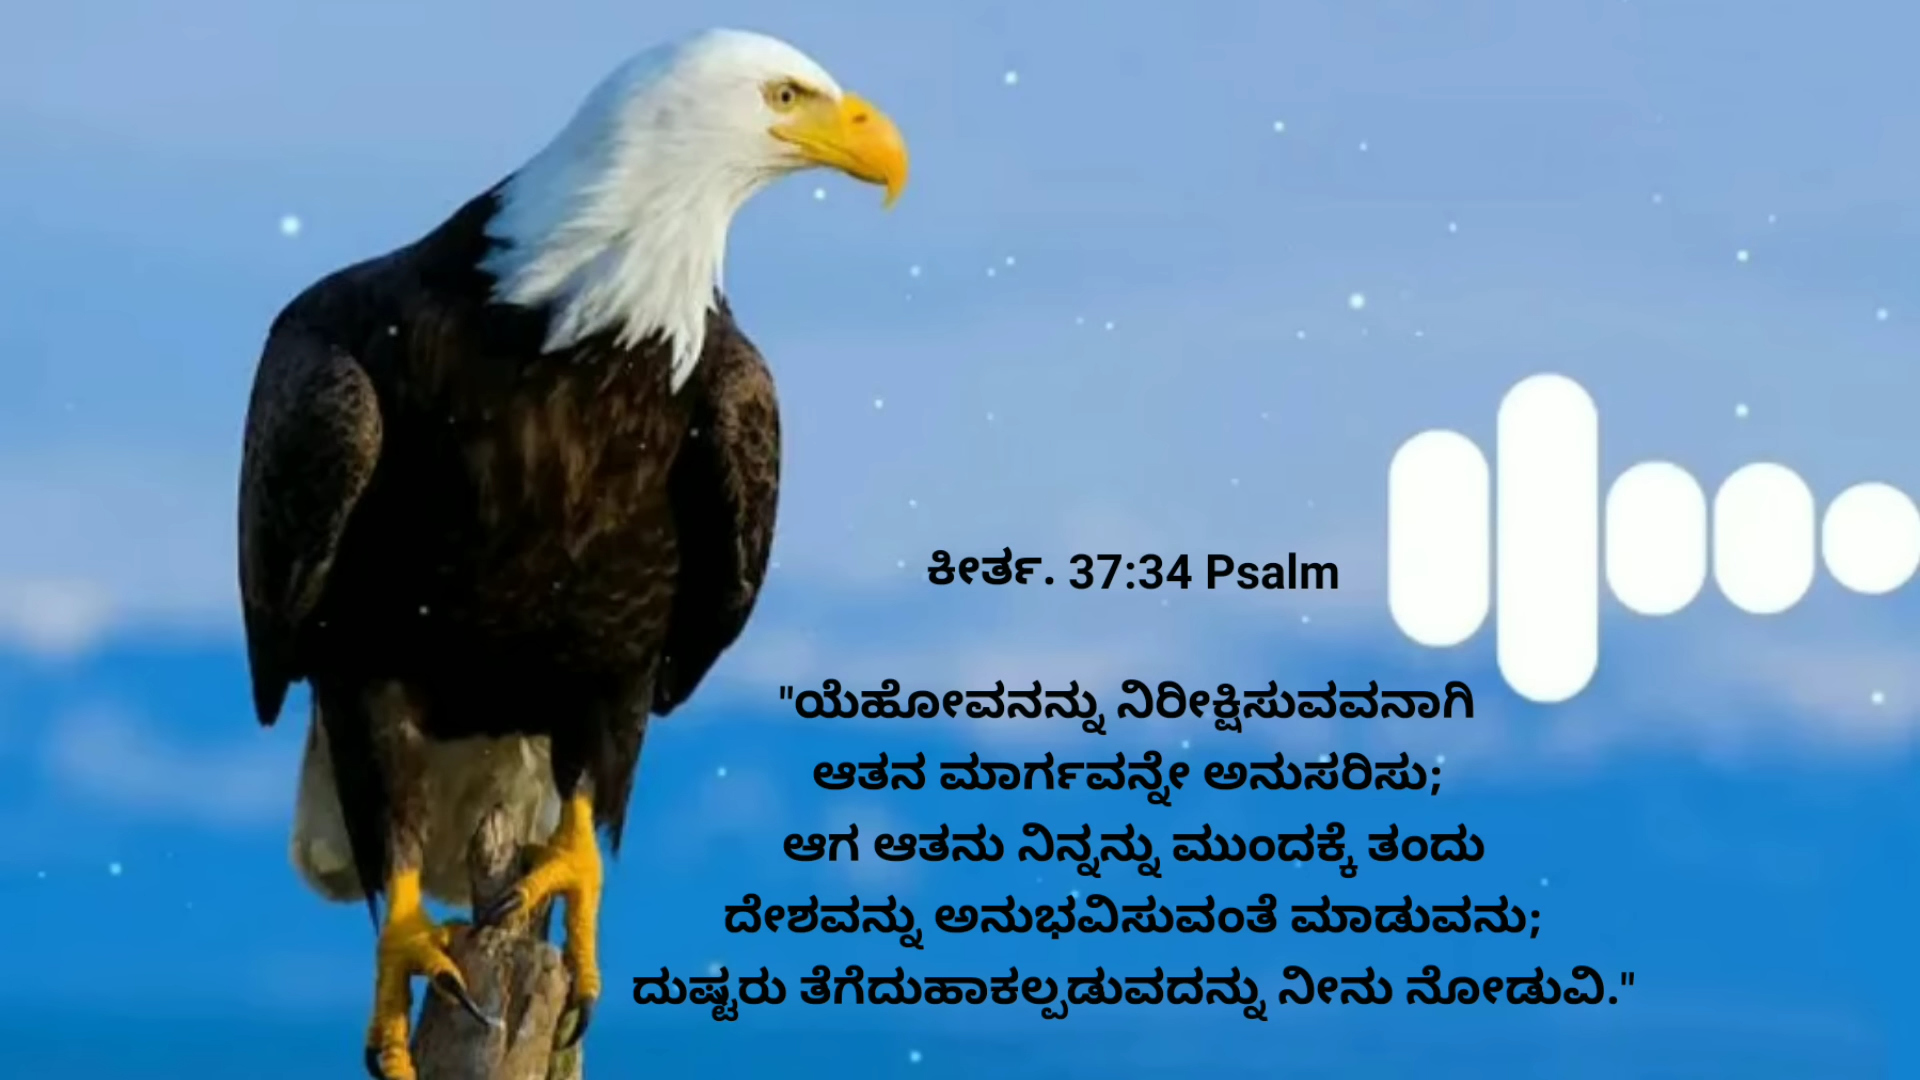 ಕೀರ್ತ. 37:34 Psalm
"ಯೆಹೋವನನ್ನು ನಿರೀಕ್ಷಿಸುವವನಾಗಿ
ಆತನ ಮಾರ್ಗವನ್ನೇ ಅನುಸರಿಸು;
ಆಗ ಆತನು ನಿನ್ನನ್ನು ಮುಂದಕ್ಕೆ ತಂದು
ದೇಶವನ್ನು ಅನುಭವಿಸುವಂತೆ ಮಾಡುವನು;
ದುಷ್ಟರು ತೆಗೆದುಹಾಕಲ್ಪಡುವದನ್ನು ನೀನು ನೋಡುವಿ."